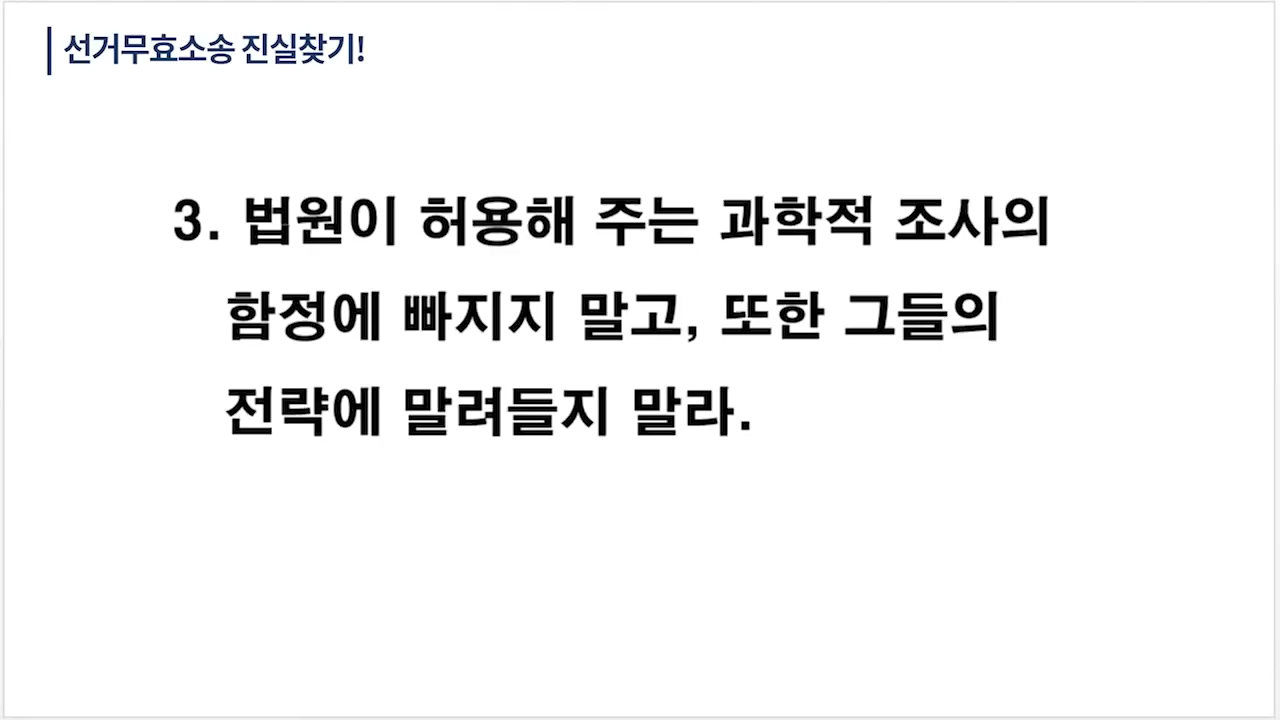 선거무효소송 진실찾기!
3. 법원이 허용해 주는 과학적 조사의
함정에 빠지지 말고, 또한 그들의
전략에 말려들지 말라.